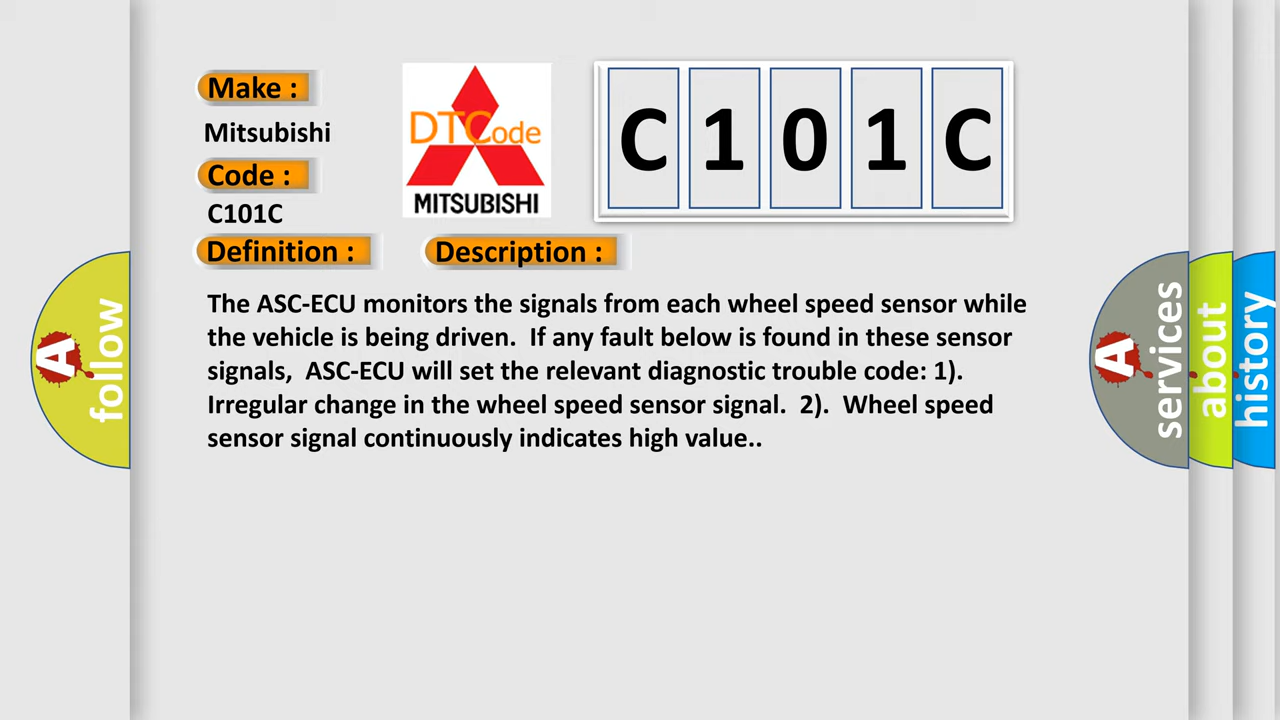 Make :
Mitsubishi
Code :
C101C
Definition :
Description :
DTCode
MITSUBISHI
C101C
The ASC-ECU monitors the signals from each wheel speed sensor while
the vehicle is being driven. If any fault below is found in these sensor
signals, ASC-ECU will set the relevant diagnostic trouble code: 1).
Irregular change in the wheel speed sensor signal. 2). Wheel speed
sensor signal continuously indicates high value..
A follow
A services
about
history